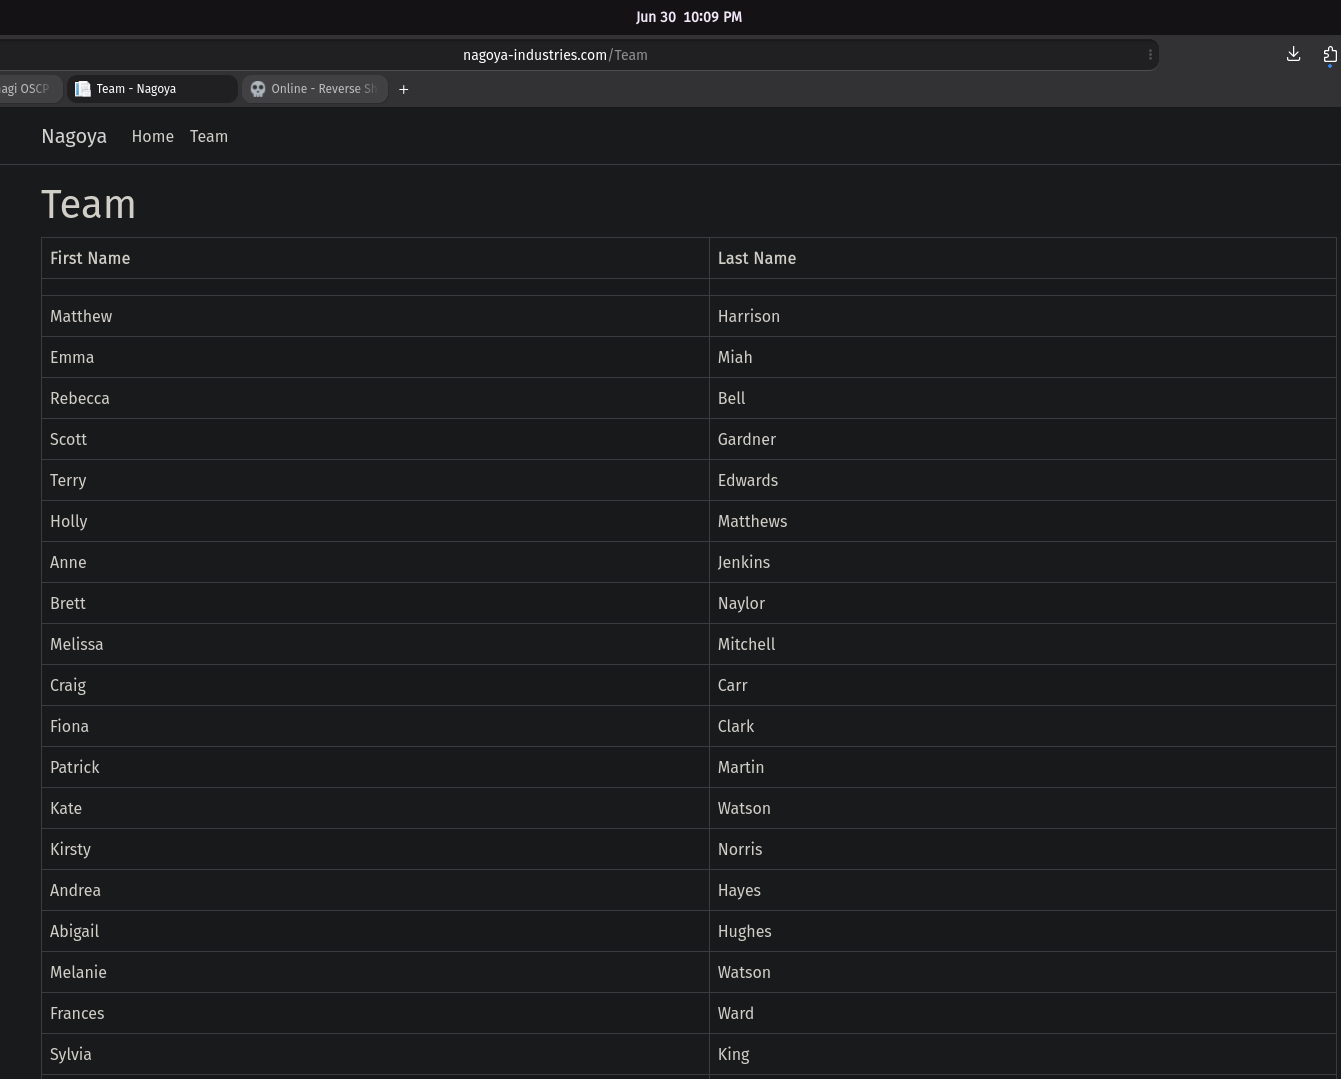 Jun 30 10:09 PM
nagoya-industries.com/Team
agi OSCP
Team - Nagoya
Online - Reverse Sh
+
Nagoya Home Team
Team
First Name Last Name
Matthew Harrison
Emma Miah
Rebecca Bell
Scott Gardner
Terry Edwards
Holly Matthews
Anne Jenkins
Brett Naylor
Melissa Mitchell
Craig Carr
Fiona Clark
Patrick Martin
Kate Watson
Kirsty Norris
Andrea Hayes
Abigail Hughes
Melanie Watson
Frances Ward
Sylvia King